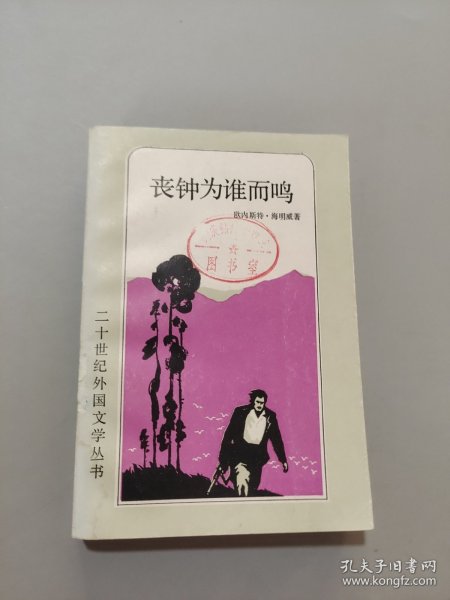 丧钟为谁而鸣
欧内斯特·海明威著
图书室
二十世纪外国文学丛书
孔夫子旧书网
www.kongfz.com